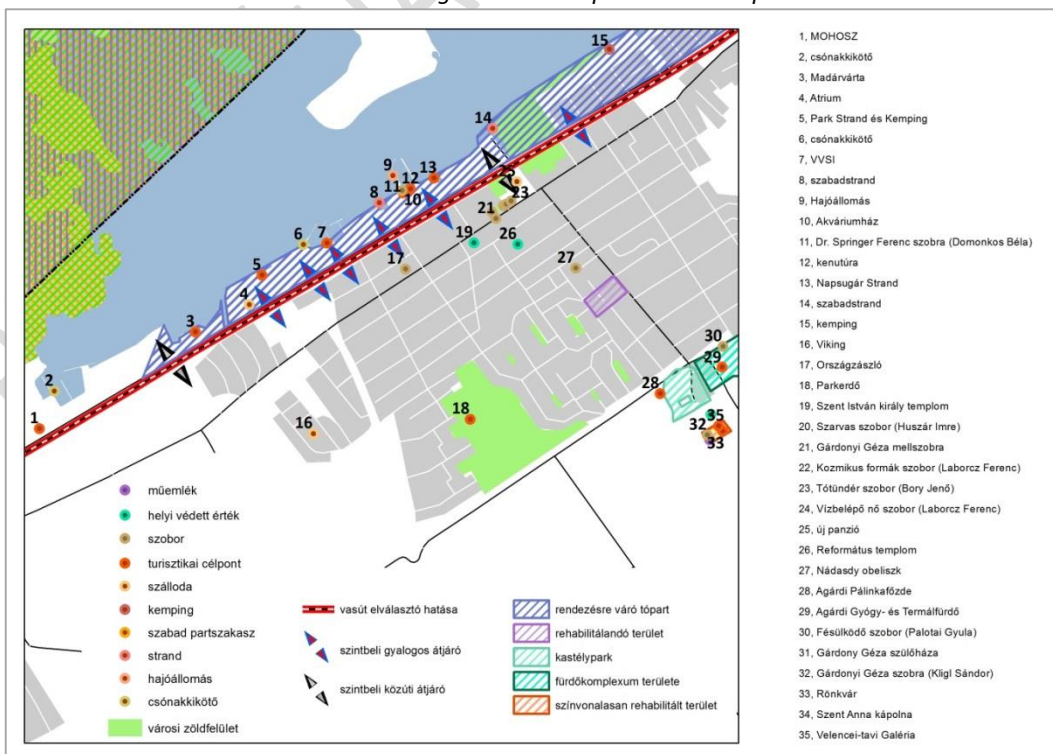 1, MOHOSZ
2, csónakkikötő
3, Madárvárta
4, Atrium
5, Park Strand és Kemping
6, csónakkikötő
7, VVSI
8, szabadstrand
9, Hajóállomás
10, Akváriumház
11, Dr. Springer Ferenc szobra (Domonkos Béla)
12, kenutúra
13, Napsugár Strand
14, szabadstrand
15, kemping
16, Viking
17, Országzászló
18, Parkerdő
19, Szent István király templom
20, Szarvas szobor (Huszár Imre)
21, Gárdonyi Géza mellszobra
22, Kozmikus formák szobor (Laborcz Ferenc)
23, Tótündér szobor (Bory Jenő)
24, Vízbelépő nő szobor (Laborcz Ferenc)
25, új panzió
26, Református templom
27, Nádasdy obeliszk
28, Agárdi Pálinkafőzde
29, Agárdi Gyógy- és Termálfürdő
30, Fésülködő szobor (Palotai Gyula)
31, Gárdony Géza szülőháza
32, Gárdonyi Géza szobra (Kligl Sándor)
33, Rönkvár
34, Szent Anna kápolna
35, Velencei-tavi Galéria
15
14
13
9
12
11
10
8
23
21
7
6
19
26
17
27
5
4
3
30
29
2
28
1
18
35
16
32
33
műemlék
helyi védett érték
szobor
turisztikai célpont
szálloda
kemping
szabad partszakasz
strand
hajóállomás
csónakkikötő
városi zöldfelület
vasút elválasztó hatása
szintbeli gyalogos átjáró
szintbeli közúti átjáró
rendezésre váró tópart
rehabilitálandó terület
kastélypark
fürdőkomplexum területe
színvonalasan rehabilitált terület